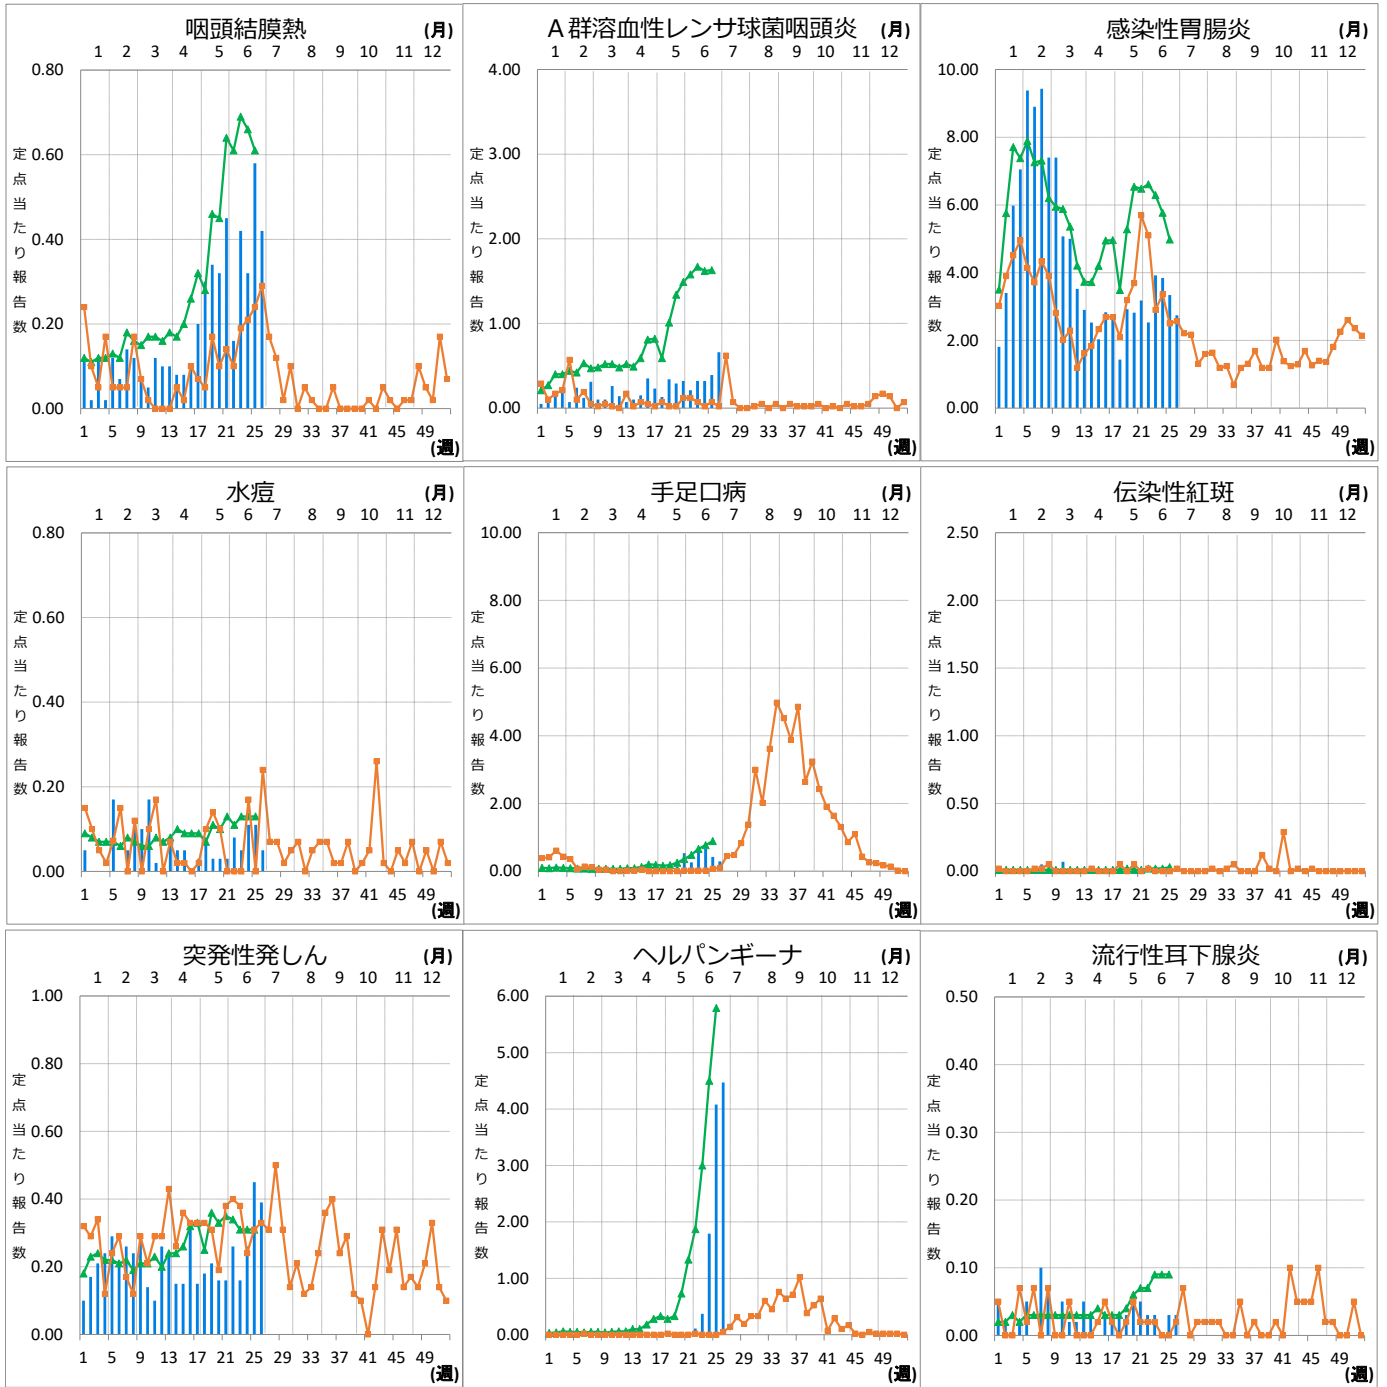 咽頭結膜熱 (月)
1 2 3 4 5 6 7 8 9 10 11 12
定点当たり報告数
0.80
0.60
0.40
0.20
0.00
1 5 9 13 17 21 25 29 33 37 41 45 49
(週)
A群溶血性レンサ球菌咽頭炎 (月)
1 2 3 4 5 6 7 8 9 10 11 12
定点当たり報告数
4.00
3.00
2.00
1.00
0.00
1 5 9 13 17 21 25 29 33 37 41 45 49
(週)
感染性胃腸炎 (月)
1 2 3 4 5 6 7 8 9 10 11 12
定点当たり報告数
10.00
8.00
6.00
4.00
2.00
0.00
1 5 9 13 17 21 25 29 33 37 41 45 49
(週)
水痘 (月)
1 2 3 4 5 6 7 8 9 10 11 12
定点当たり報告数
0.80
0.60
0.40
0.20
0.00
1 5 9 13 17 21 25 29 33 37 41 45 49
(週)
手足口病 (月)
1 2 3 4 5 6 7 8 9 10 11 12
定点当たり報告数
10.00
8.00
6.00
4.00
2.00
0.00
1 5 9 13 17 21 25 29 33 37 41 45 49
(週)
伝染性紅斑 (月)
1 2 3 4 5 6 7 8 9 10 11 12
定点当たり報告数
2.50
2.00
1.50
1.00
0.50
0.00
1 5 9 13 17 21 25 29 33 37 41 45 49
(週)
突発性発しん (月)
1 2 3 4 5 6 7 8 9 10 11 12
定点当たり報告数
1.00
0.80
0.60
0.40
0.20
0.00
1 5 9 13 17 21 25 29 33 37 41 45 49
(週)
ヘルパンギーナ (月)
1 2 3 4 5 6 7 8 9 10 11 12
定点当たり報告数
6.00
5.00
4.00
3.00
2.00
1.00
0.00
1 5 9 13 17 21 25 29 33 37 41 45 49
(週)
流行性耳下腺炎 (月)
1 2 3 4 5 6 7 8 9 10 11 12
定点当たり報告数
0.50
0.40
0.30
0.20
0.10
0.00
1 5 9 13 17 21 25 29 33 37 41 45 49
(週)